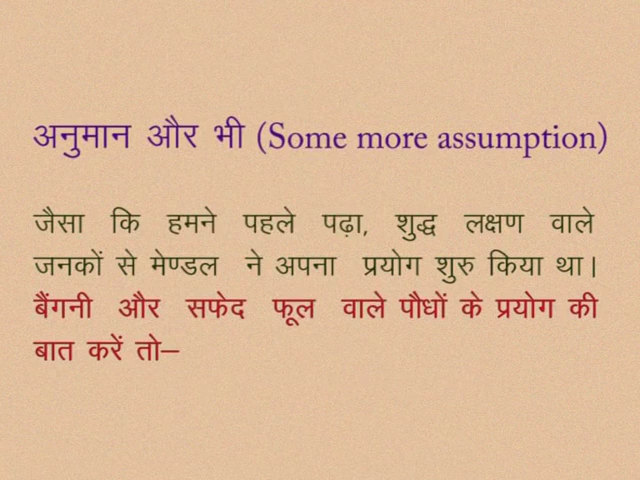 अनुमान और भी (Some more assumption)
जैसा कि हमने पहले पढ़ा, शुद्ध लक्षण वाले
जनकों से मेण्डल ने अपना प्रयोग शुरु किया था।
बैंगनी और सफेद फूल वाले पौधों के प्रयोग की
बात करें तो–